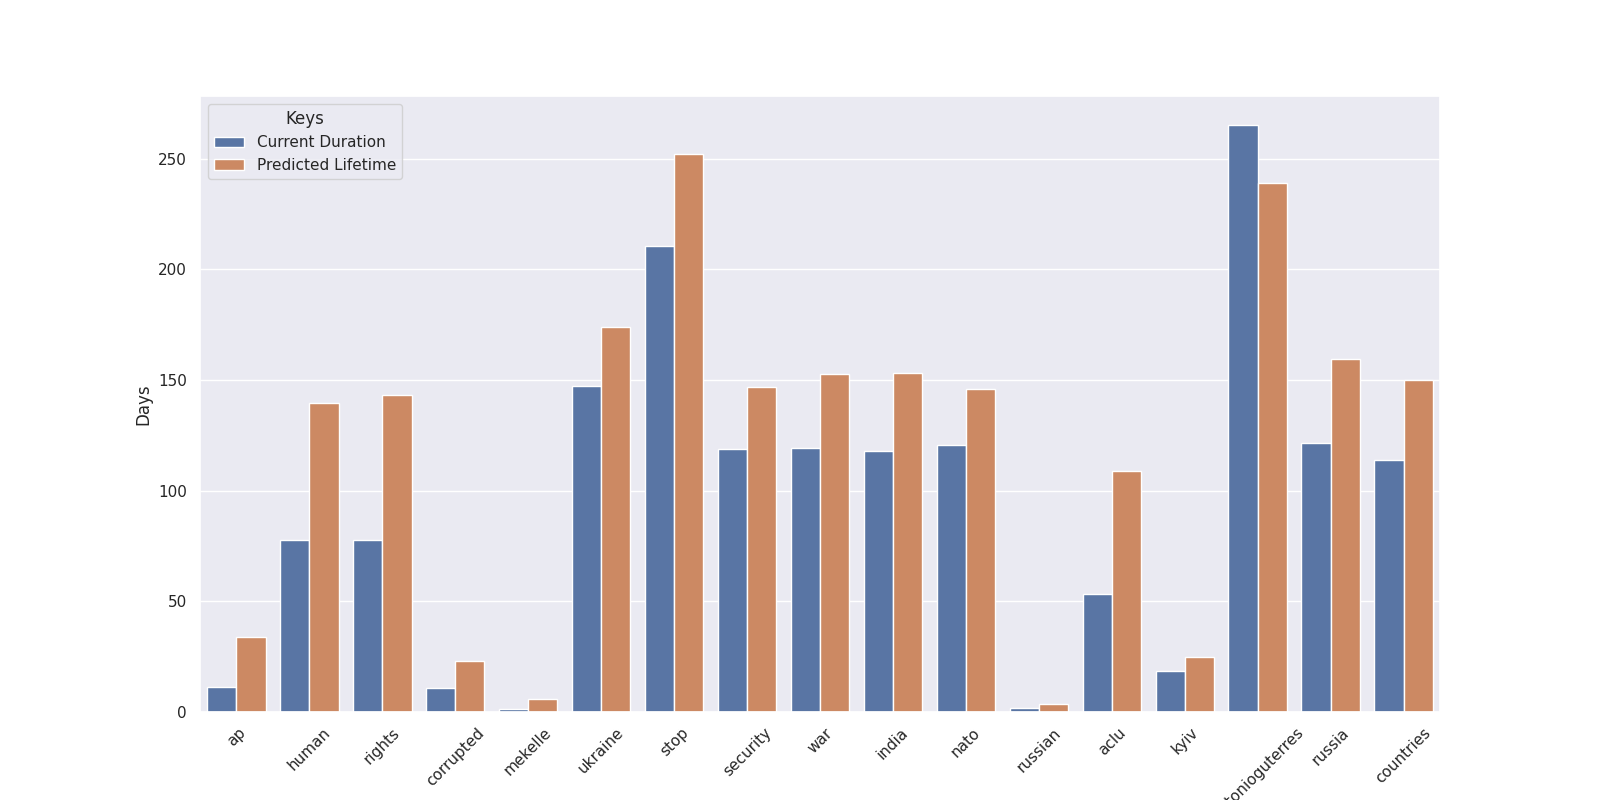 Keys
Current Duration
Predicted Lifetime
Days
250
200
150
100
50
0
ap
human
rights
corrupted
mekelle
ukraine
stop
security
war
india
nato
russian
aclu
kyiv
tonioguterres
russia
countries